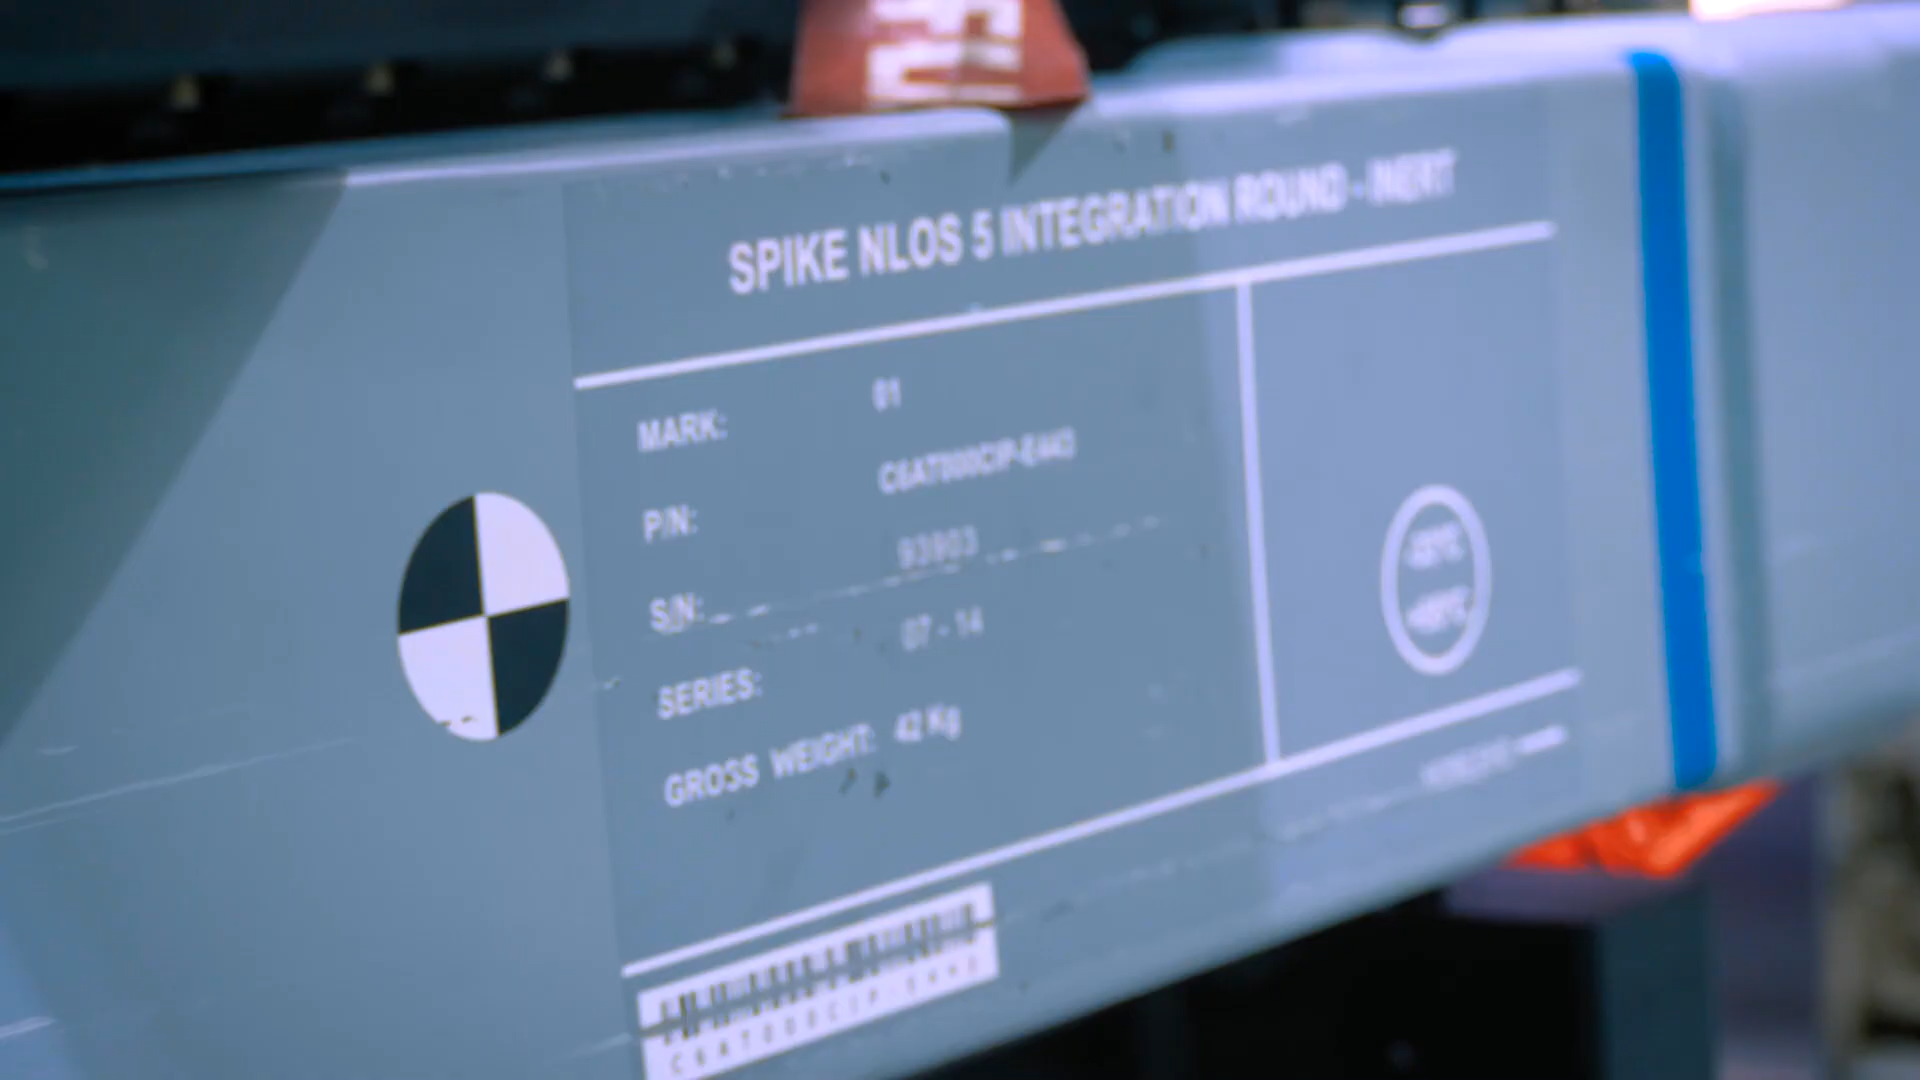 SPIKE NLOS 5 INTEGRATION ROUND - INERT
MARK: 01
P/N:
S/N: 93903
SERIES: 07 - 14
GROSS WEIGHT: 42 Kg